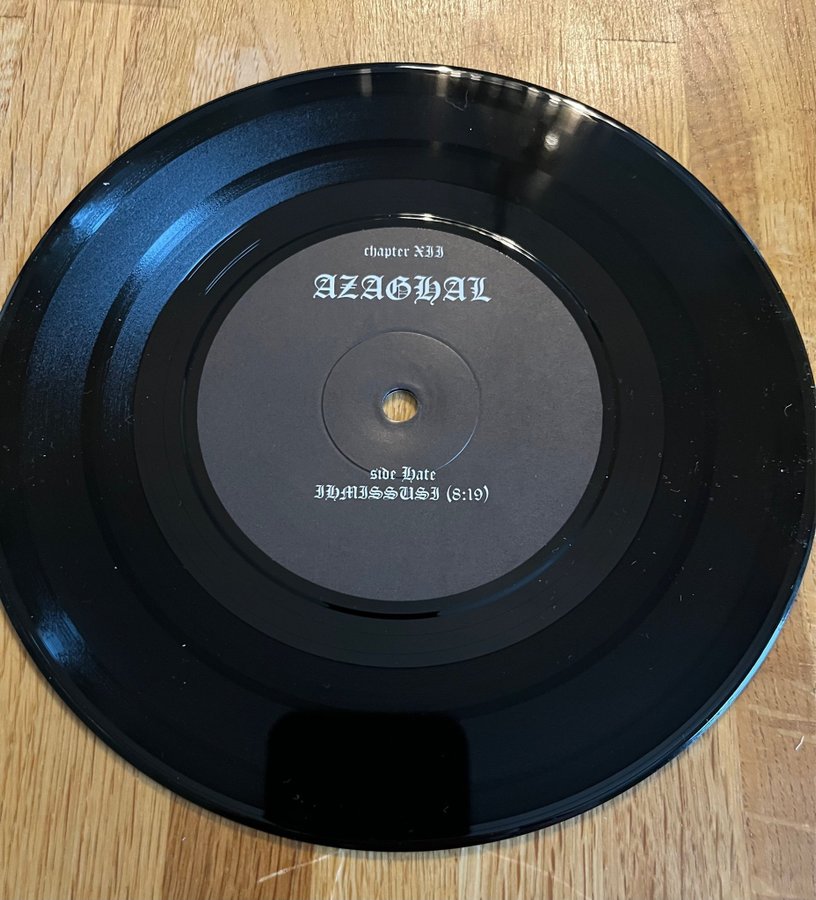 chapter XII
AZAGHAL
side Hate
IHMISSUSI (8:19)